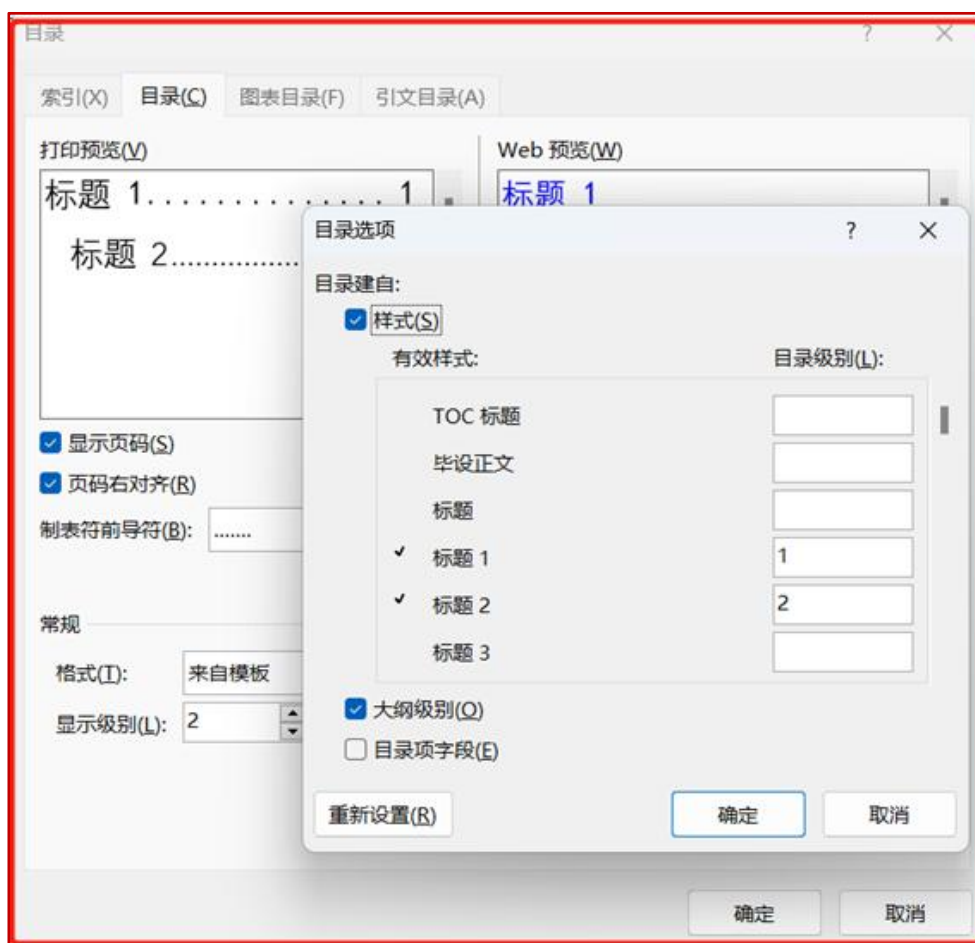 目录 ?
索引(X) 目录(C) 图表目录(F) 引文目录(A)
打印预览(V)
标题 1............... 1
标题 2................
Web 预览(W)
标题 1
显示页码(S)
页码右对齐(R)
制表符前导符(B): .......
常规
格式(T): 来自模板
显示级别(L): 2
目录选项 ?
目录建自:
样式(S)
有效样式: 目录级别(L):
TOC 标题
毕设正文
标题
标题 1 1
标题 2 2
标题 3
大纲级别(O)
目录项字段(E)
重新设置(R) 确定 取消
确定 取消